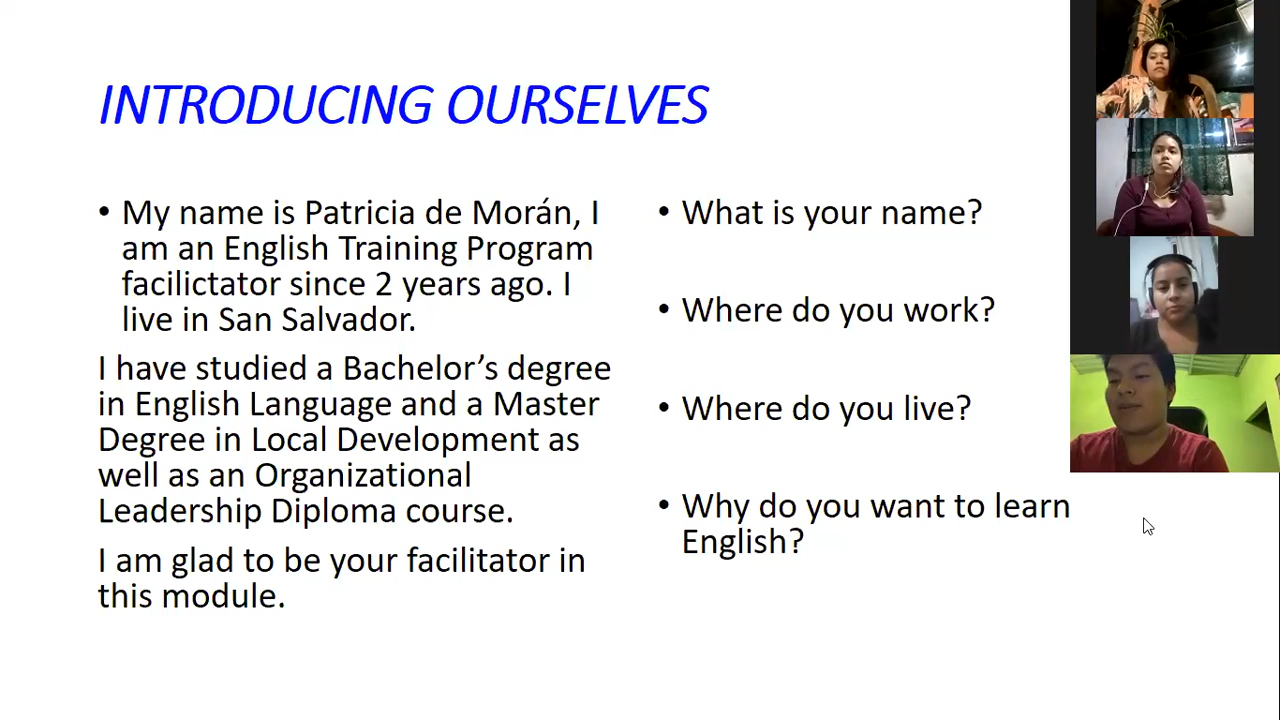 INTRODUCING OURSELVES
• My name is Patricia de Morán, I
am an English Training Program
facilictator since 2 years ago. I
live in San Salvador.
I have studied a Bachelor’s degree
in English Language and a Master
Degree in Local Development as
well as an Organizational
Leadership Diploma course.
I am glad to be your facilitator in
this module.
• What is your name?
• Where do you work?
• Where do you live?
• Why do you want to learn
English?